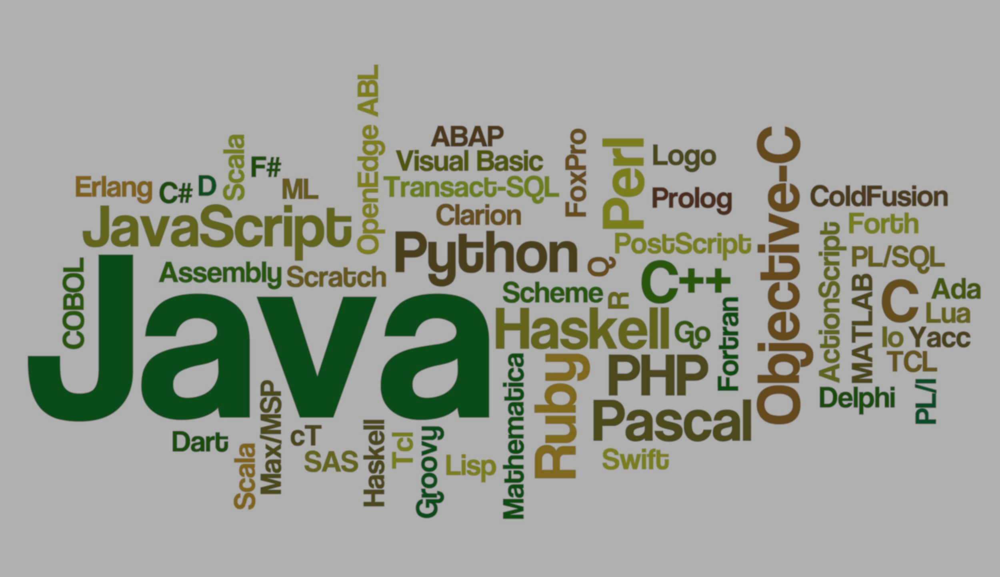 OpenEdge ABL
ABAP
Scala
F#
Visual Basic
FoxPro
Perl
Logo
Objective-C
Erlang
C#
D
ML
Transact-SQL
Prolog
ColdFusion
JavaScript
Clarion
Forth
Python
PostScript
ActionScript
PL/SQL
COBOL
Assembly
Scratch
Q
C++
MATLAB
C
Ada
Java
Scheme
R
Fortran
Lua
Haskell
Go
Io
Yacc
Mathematica
Ruby
PHP
TCL
Max/MSP
Pascal
Delphi
PL/I
Dart
Scala
cT
Haskell
Tcl
Groovy
SAS
Lisp
Swift